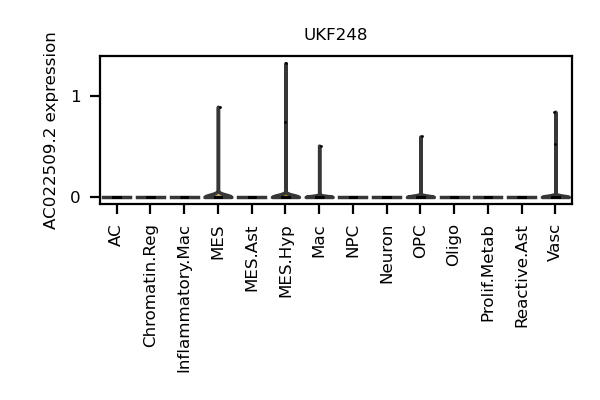 UKF248
AC022509.2 expression
1
0
AC
Chromatin.Reg
Inflammatory.Mac
MES
MES.Ast
MES.Hyp
Mac
NPC
Neuron
OPC
Oligo
Prolif.Metab
Reactive.Ast
Vasc